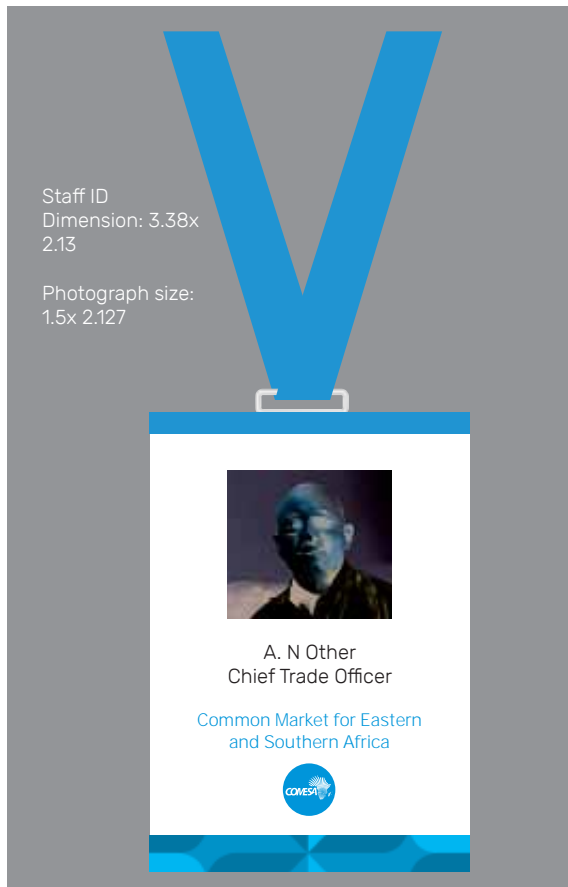 Staff ID
Dimension: 3.38x
2.13
Photograph size:
1.5x 2.127
A. N Other
Chief Trade Officer
Common Market for Eastern
and Southern Africa
COMESA